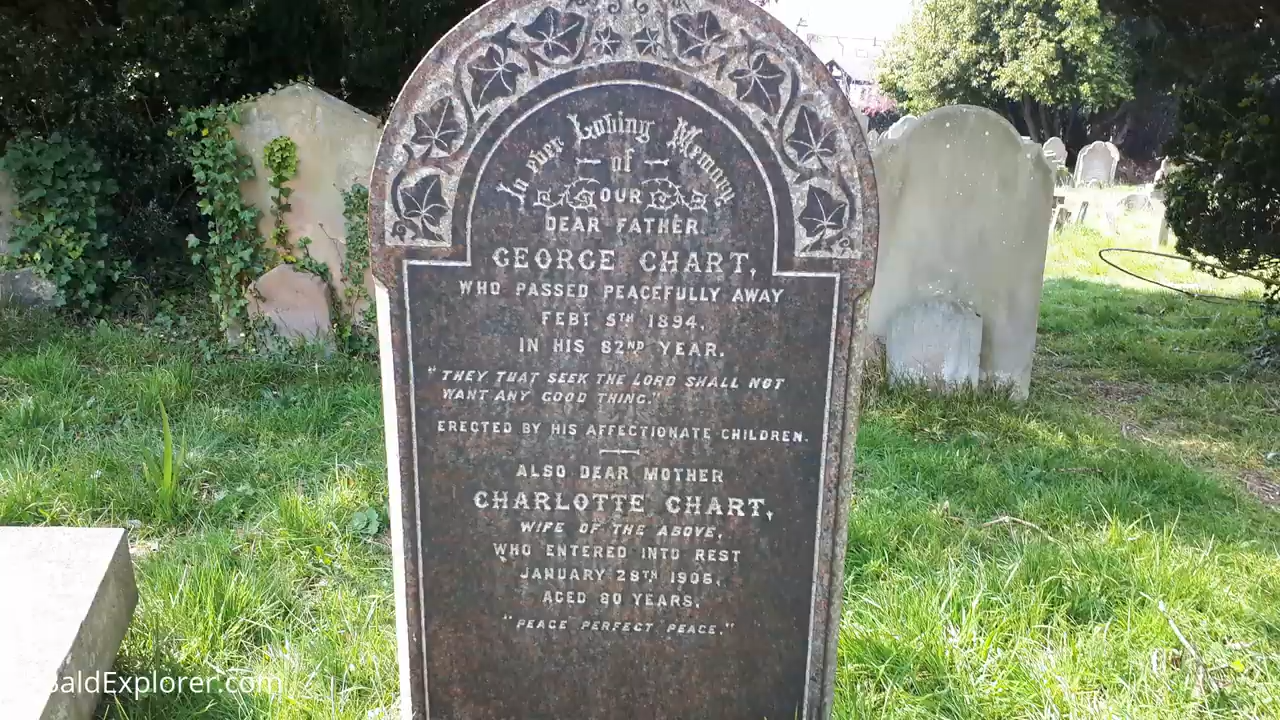 In ever Loving Memory
of
OUR
DEAR FATHER.
GEORGE CHART,
WHO PASSED PEACEFULLY AWAY
FEBY 5TH 1894,
IN HIS 82ND YEAR.
"THEY THAT SEEK THE LORD SHALL NOT
WANT ANY GOOD THING."
ERECTED BY HIS AFFECTIONATE CHILDREN.
ALSO DEAR MOTHER
CHARLOTTE CHART,
WIFE OF THE ABOVE,
WHO ENTERED INTO REST
JANUARY 28TH
AGED 80 YEARS,
"PEACE PERFECT PEACE."
BaldExplorer.com